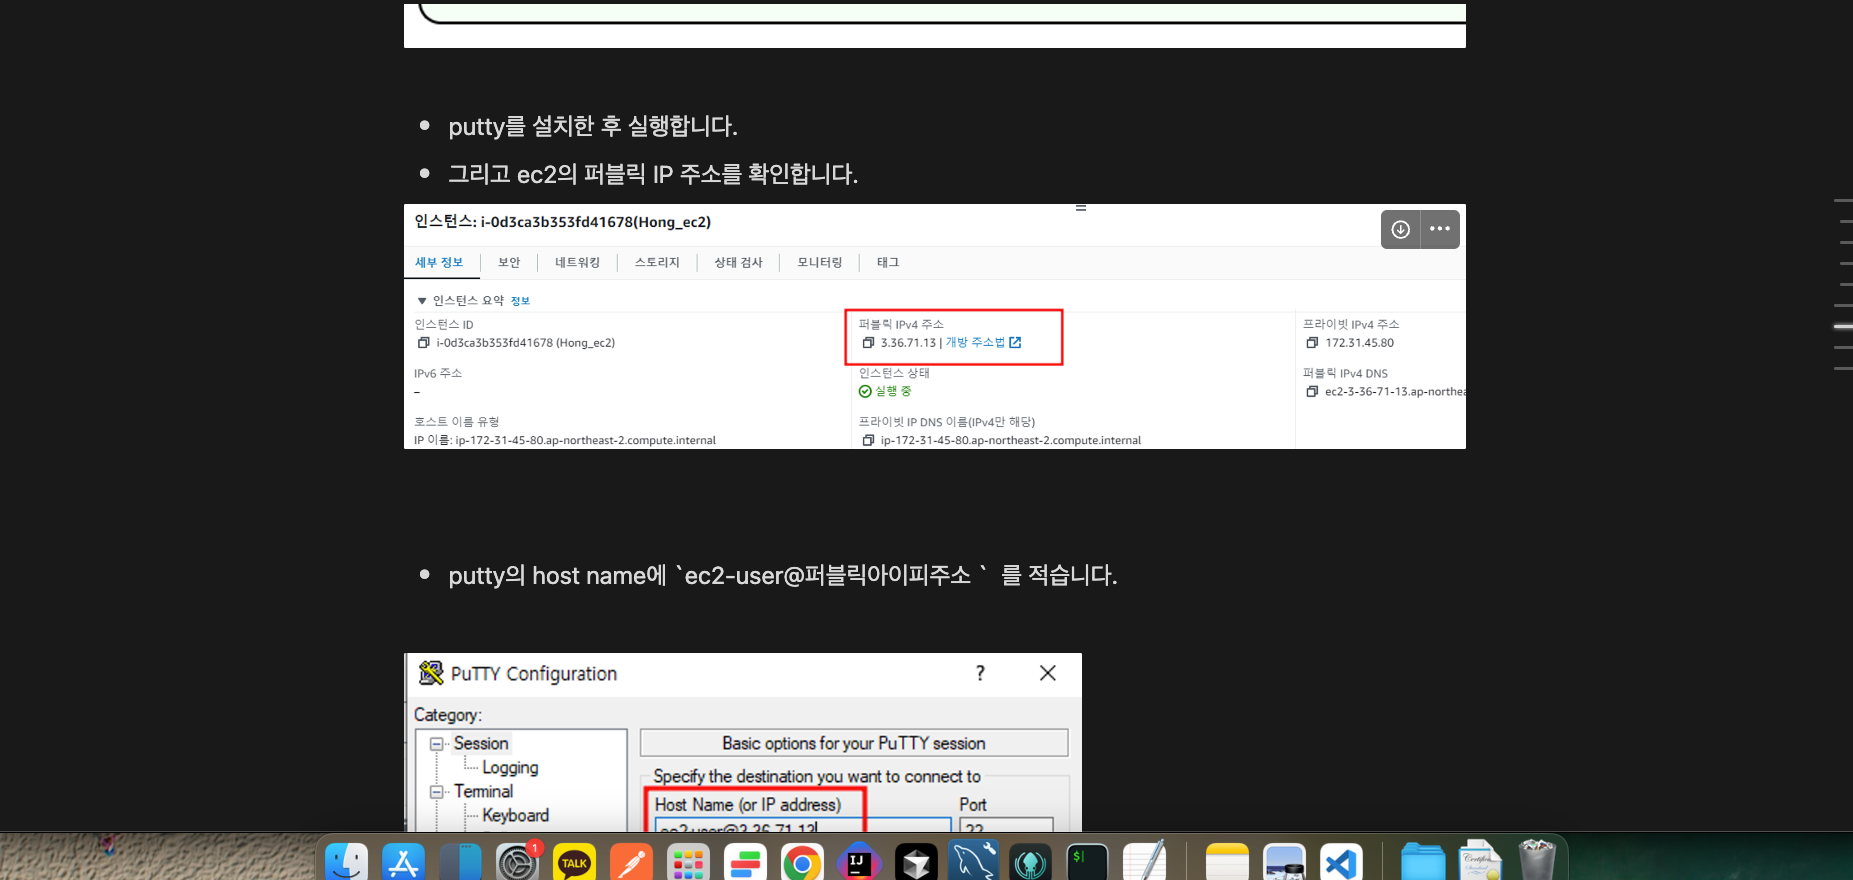 putty를 설치한 후 실행합니다.
그리고 ec2의 퍼블릭 IP 주소를 확인합니다.
인스턴스: i-0d3ca3b353fd41678(Hong_ec2)
세부 정보 보안 네트워킹 스토리지 상태 검사 모니터링 태그
▼ 인스턴스 요약 정보
인스턴스 ID
i-0d3ca3b353fd41678 (Hong_ec2)
퍼블릭 IPv4 주소
3.36.71.13 | 개방 주소법
프라이빗 IPv4 주소
172.31.45.80
IPv6 주소
–
인스턴스 상태
실행 중
퍼블릭 IPv4 DNS
ec2-3-36-71-13.ap-northea
호스트 이름 유형
IP 이름: ip-172-31-45-80.ap-northeast-2.compute.internal
프라이빗 IP DNS 이름(IPv4만 해당)
ip-172-31-45-80.ap-northeast-2.compute.internal
putty의 host name에 `ec2-user@퍼블릭아이피주소 ` 를 적습니다.
PuTTY Configuration
?
Category:
Session
Logging
Terminal
Keyboard
Basic options for your PuTTY session
Specify the destination you want to connect to
Host Name (or IP address)
Port
ec2-user@3.36.71.13
22
1
TALK
IJ
$